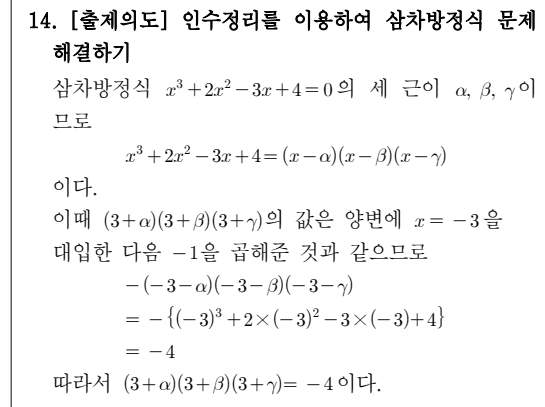 14. [출제의도] 인수정리를 이용하여 삼차방정식 문제
해결하기
삼차방정식 x³+2x²−3x+4=0의 세 근이 α, β, γ이
므로
x³+2x²−3x+4=(x−α)(x−β)(x−γ)
이다.
이때 (3+α)(3+β)(3+γ)의 값은 양변에 x=−3을
대입한 다음 −1을 곱해준 것과 같으므로
−(−3−α)(−3−β)(−3−γ)
=−{(−3)³+2×(−3)²−3×(−3)+4}
=−4
따라서 (3+α)(3+β)(3+γ)=−4이다.